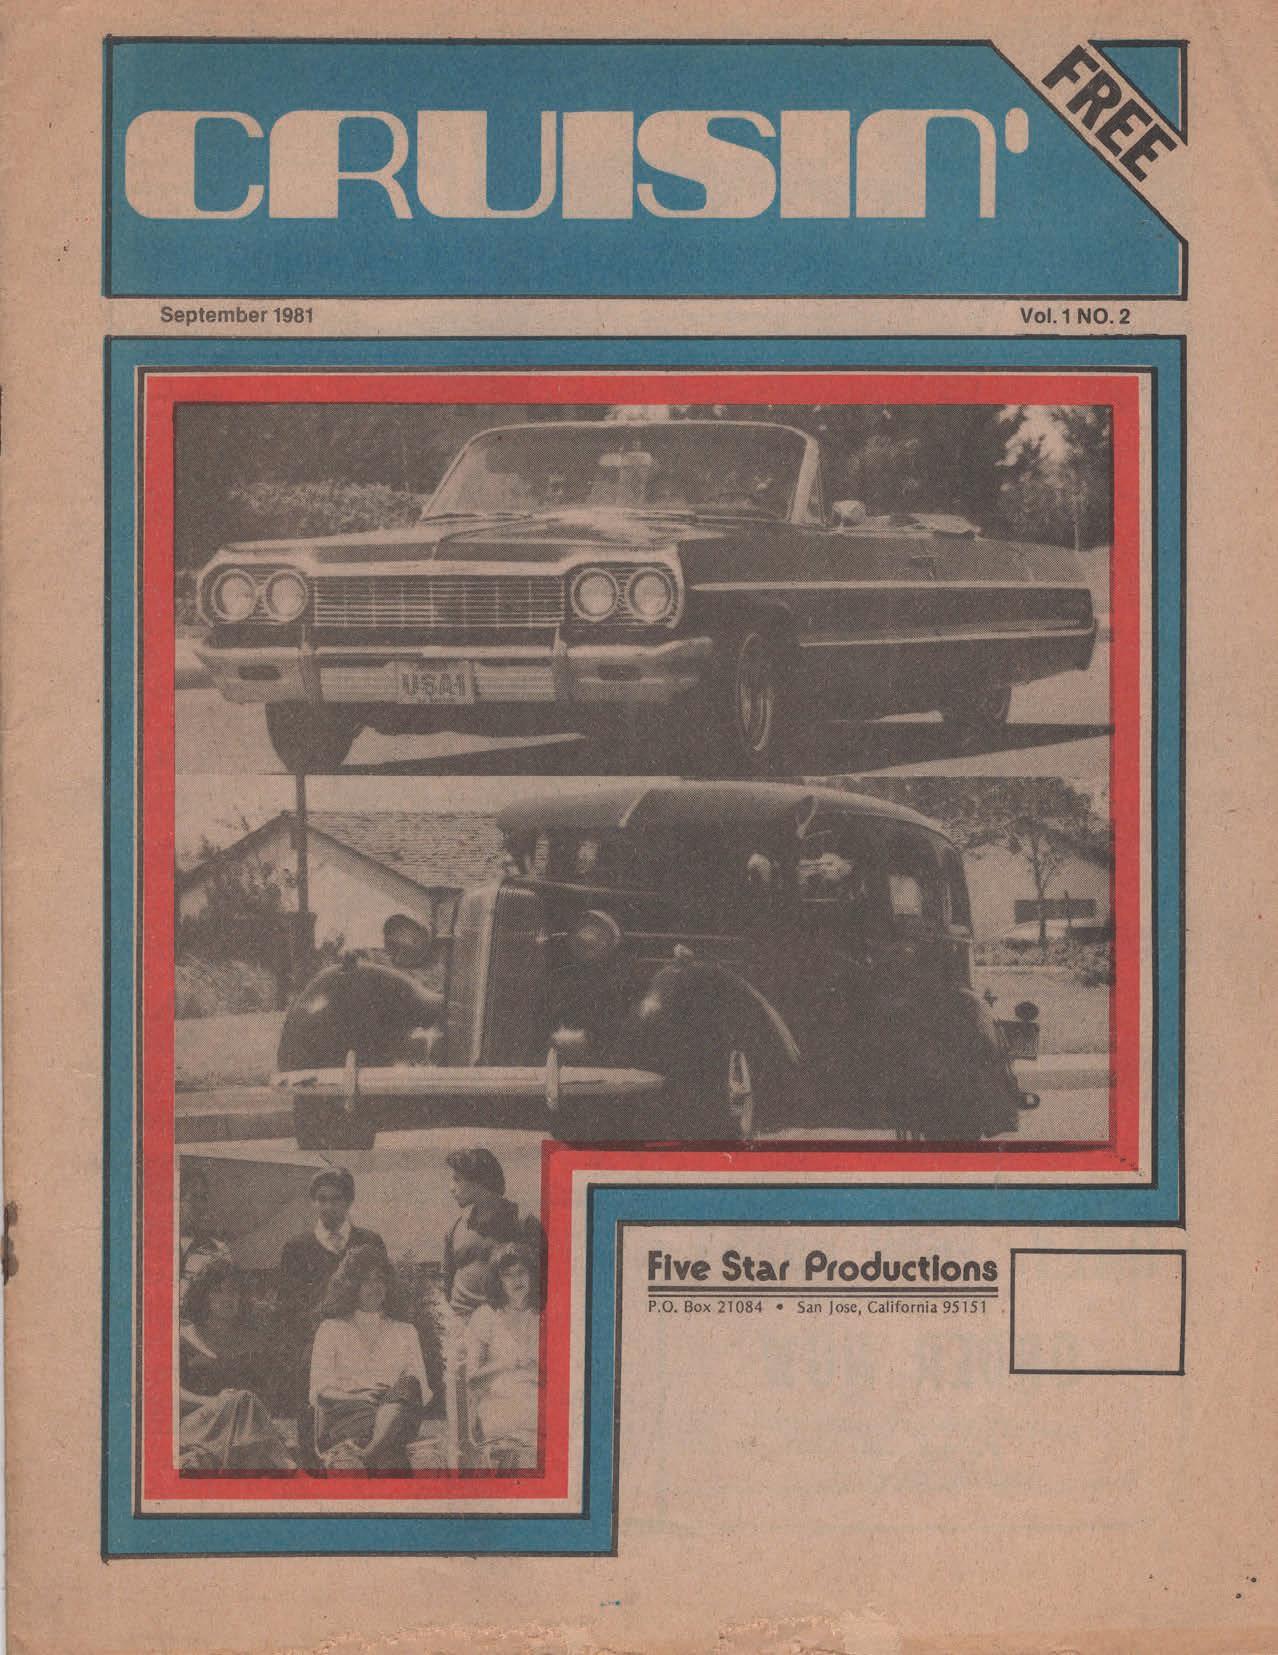 CRUISIN'
FREE
September 1981
Vol. 1 NO. 2
USA1
Five Star Productions
P.O. Box 21084 • San Jose, California 95151